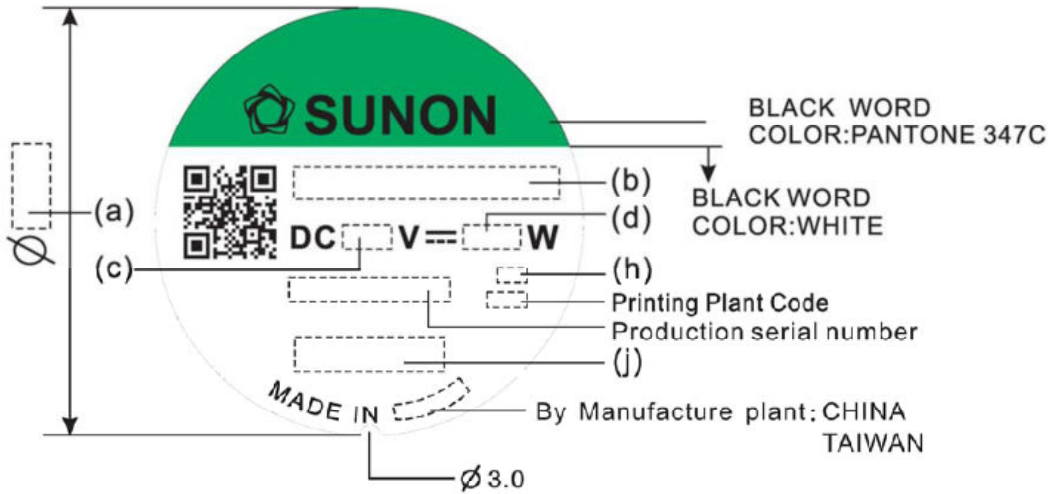 SUNON
BLACK WORD
COLOR:PANTONE 347C
(b)
BLACK WORD
COLOR:WHITE
(a)
Ø
DC V⎓ W
(d)
(c)
(h)
Printing Plant Code
Production serial number
(j)
MADE IN
By Manufacture plant: CHINA
TAIWAN
Ø 3.0